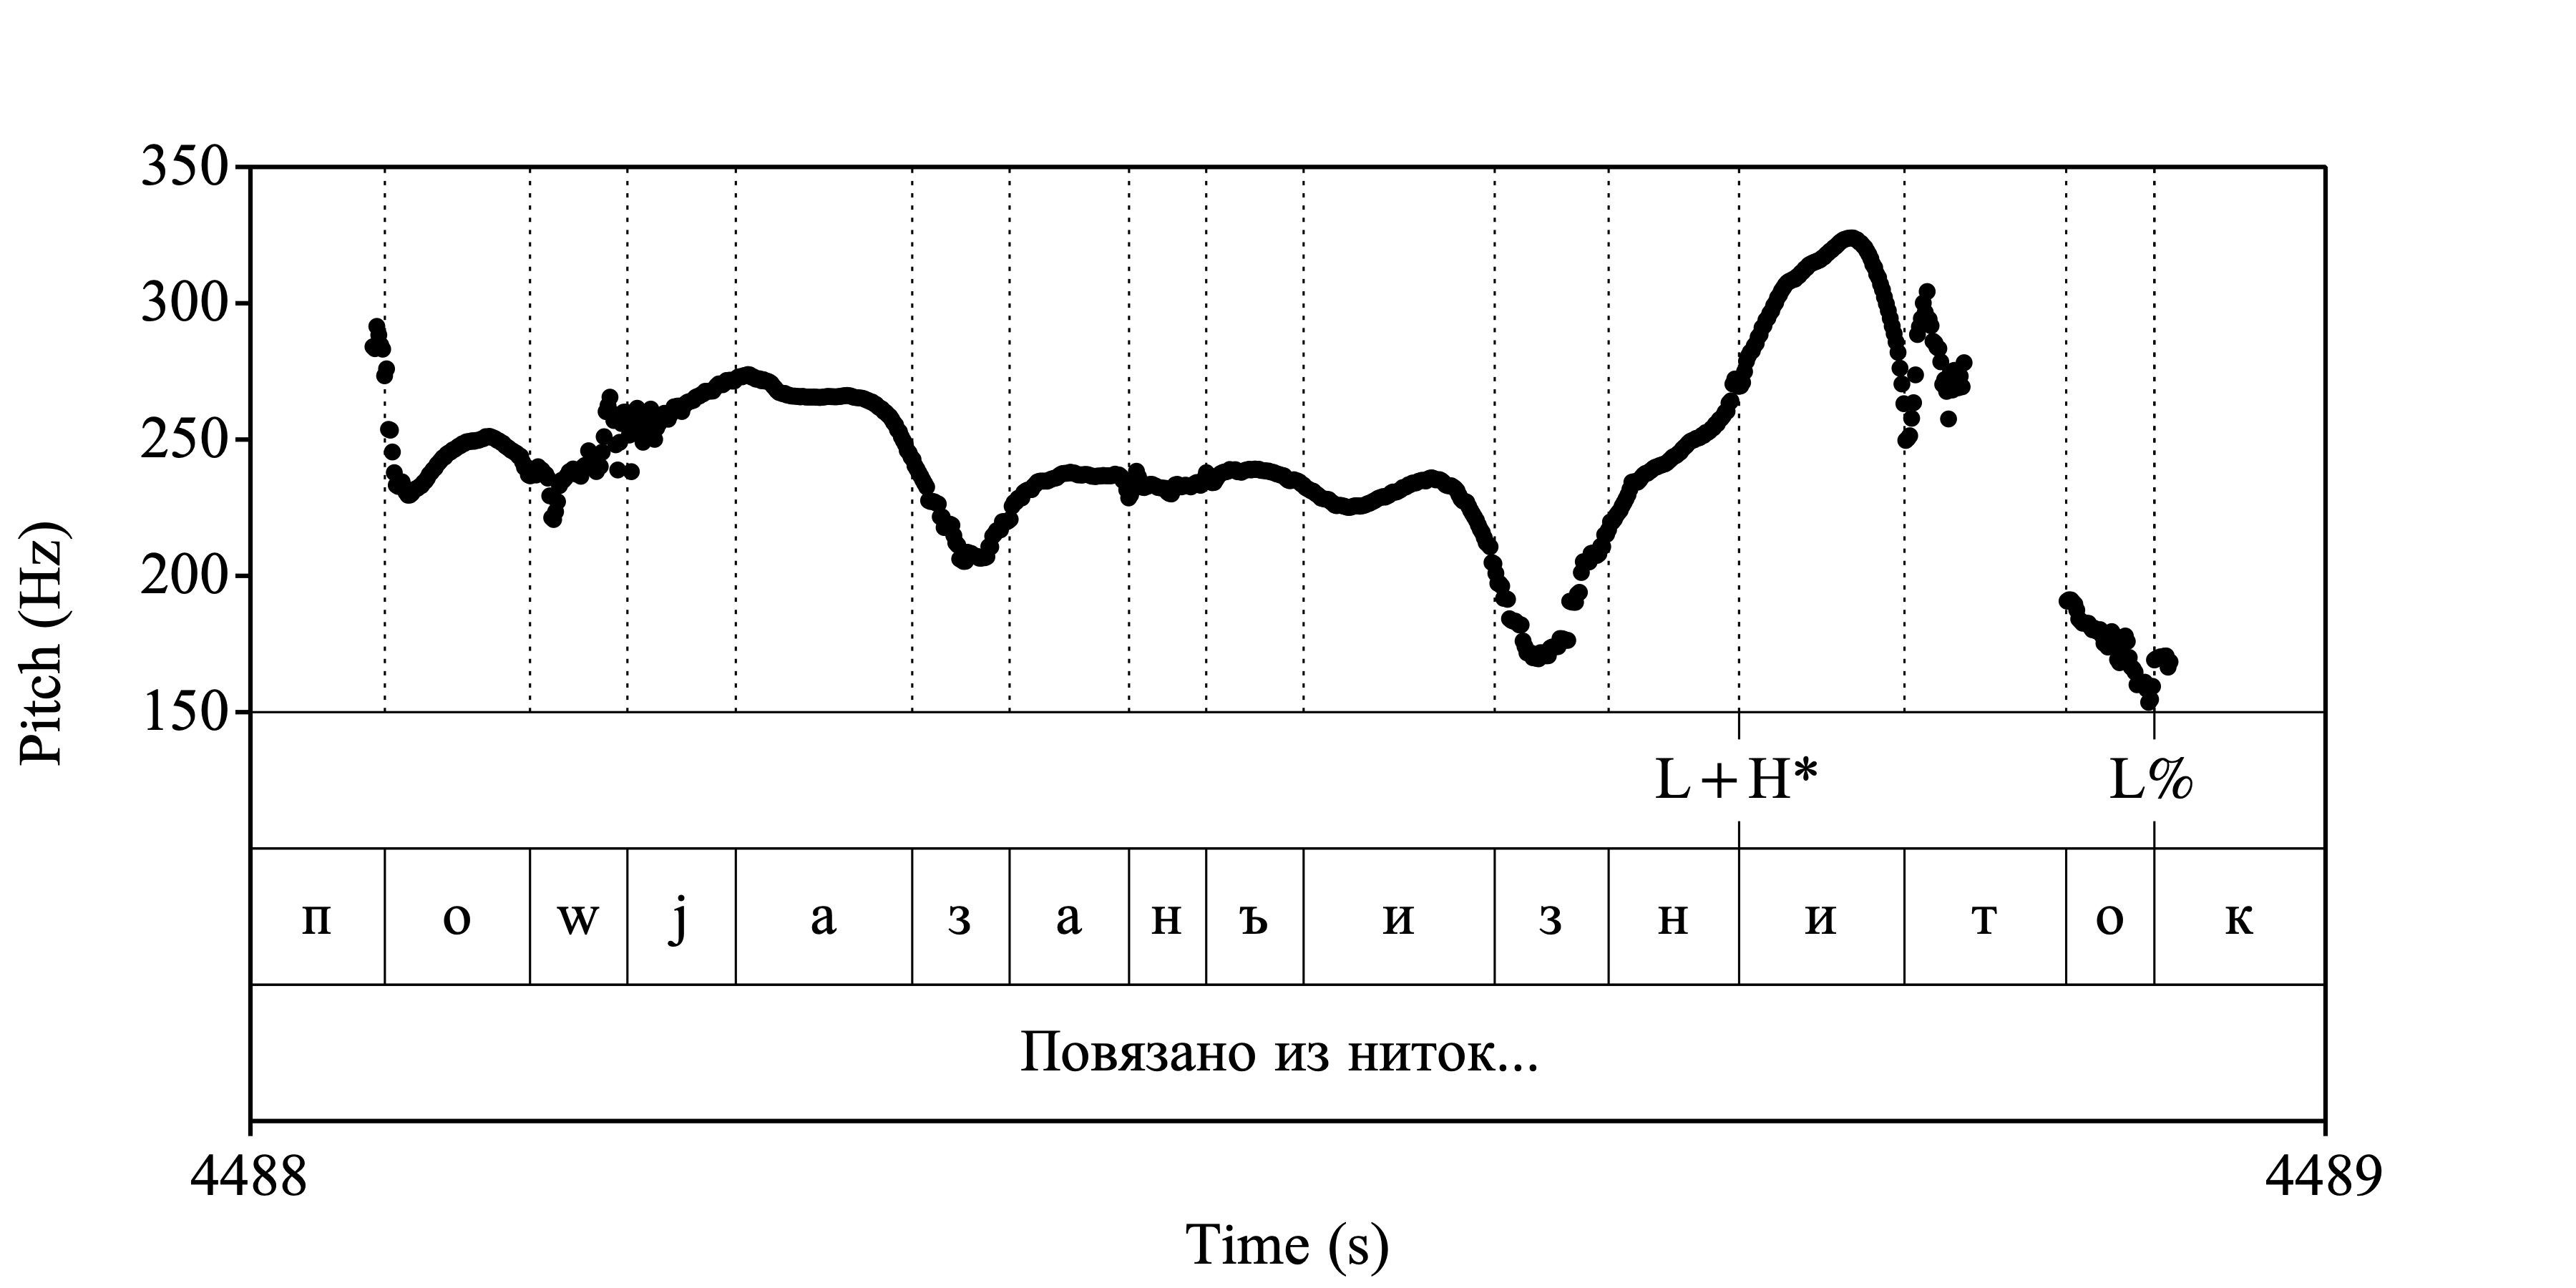 350
300
250
200
150
Pitch (Hz)
L+H* L%
п о w j а з а н ъ и з н и т о к
Повязано из ниток...
4488 4489
Time (s)